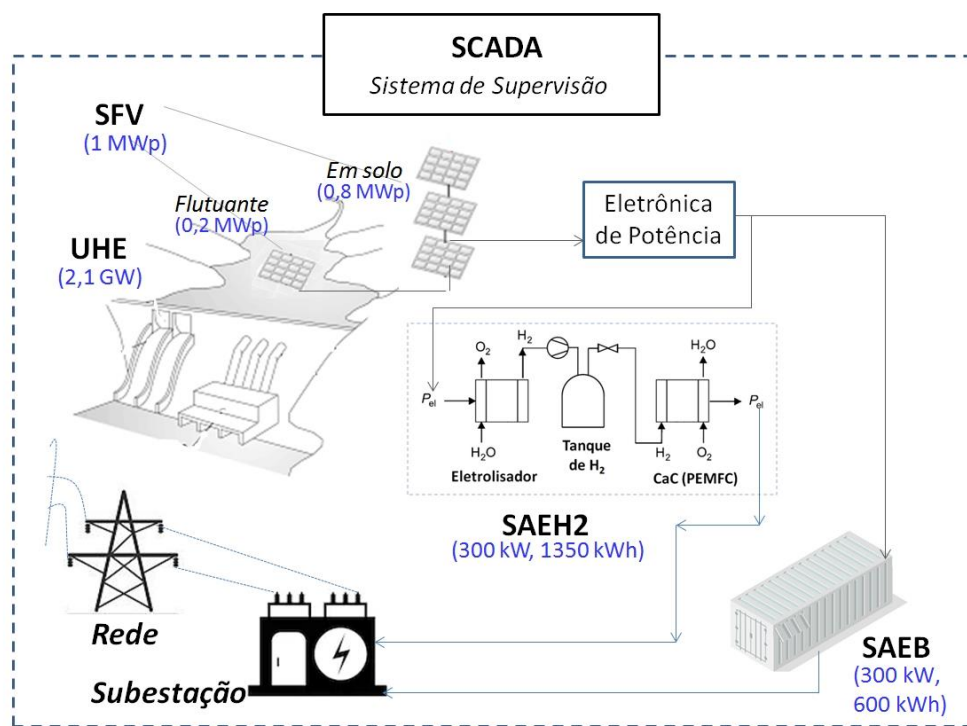 SCADA
Sistema de Supervisão
SFV
(1 MWp)
Em solo
(0,8 MWp)
Flutuante
(0,2 MWp)
UHE
(2,1 GW)
Eletrônica
de Potência
O₂
H₂
H₂O
Pel
Pel
H₂O
Eletrolisador
Tanque
de H₂
H₂
O₂
CaC (PEMFC)
SAEH2
(300 kW, 1350 kWh)
Rede
Subestação
SAEB
(300 kW,
600 kWh)